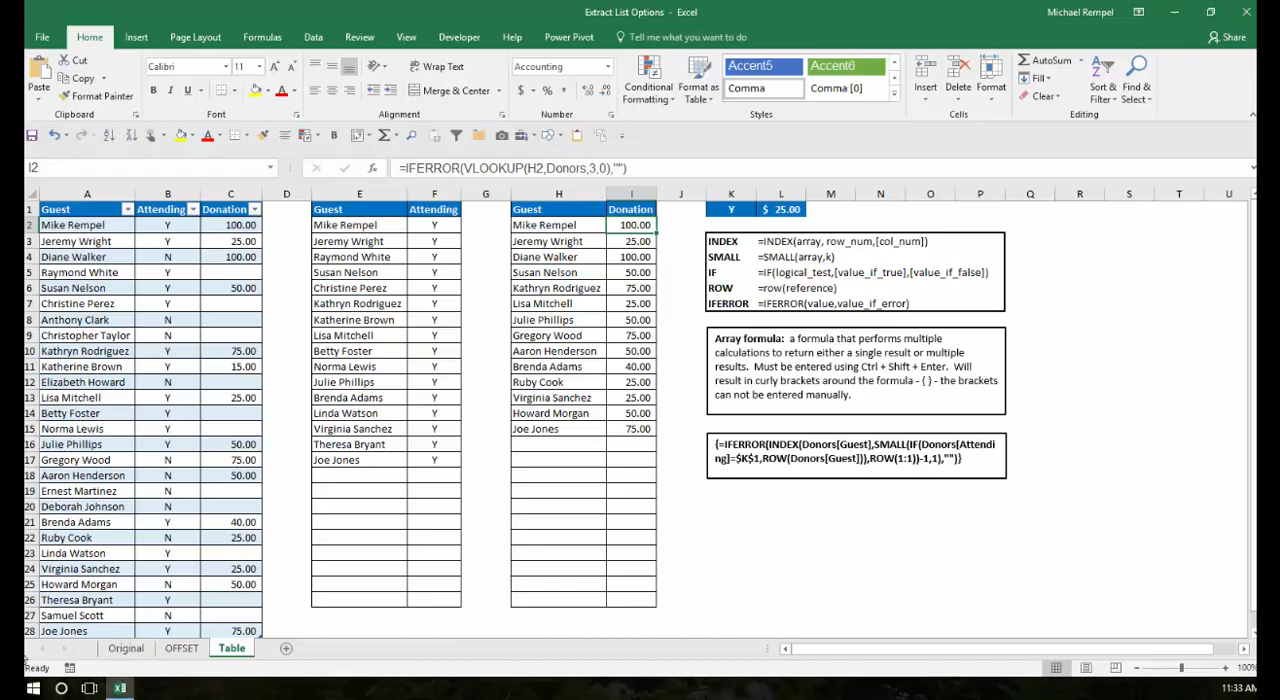 Extract List Options - Excel
Michael Rempel
File Home Insert Page Layout Formulas Data Review View Developer Help Power Pivot Tell me what you want to do Share
Paste Cut Copy Format Painter
Clipboard
Calibri 11
B I U
Font
Wrap Text
Merge & Center
Alignment
Accounting
$ % ,
Number
Conditional Formatting Format as Table
Accent5 Accent6
Comma Comma [0]
Styles
Insert Delete Format
Cells
AutoSum
Fill
Clear
Sort & Filter Find & Select
Editing
I2 fx =IFERROR(VLOOKUP(H2,Donors,3,0),"")
A B C D E F G H I J K L M N O P Q R S T U
1 Guest Attending Donation Guest Attending Guest Donation Y $ 25.00
2 Mike Rempel Y 100.00 Mike Rempel Y Mike Rempel 100.00
3 Jeremy Wright Y 25.00 Jeremy Wright Y Jeremy Wright 25.00
4 Diane Walker N 100.00 Raymond White Y Diane Walker 100.00
5 Raymond White Y Susan Nelson Y Susan Nelson 50.00
6 Susan Nelson Y 50.00 Christine Perez Y Kathryn Rodriguez 75.00
7 Christine Perez Y Kathryn Rodriguez Y Lisa Mitchell 25.00
8 Anthony Clark N Katherine Brown Y Julie Phillips 50.00
9 Christopher Taylor N Lisa Mitchell Y Gregory Wood 75.00
10 Kathryn Rodriguez Y 75.00 Betty Foster Y Aaron Henderson 50.00
11 Katherine Brown Y 15.00 Norma Lewis Y Brenda Adams 40.00
12 Elizabeth Howard N Julie Phillips Y Ruby Cook 25.00
13 Lisa Mitchell Y 25.00 Brenda Adams Y Virginia Sanchez 25.00
14 Betty Foster Y Linda Watson Y Howard Morgan 50.00
15 Norma Lewis Y Virginia Sanchez Y Joe Jones 75.00
16 Julie Phillips Y 50.00 Theresa Bryant Y
17 Gregory Wood N 75.00 Joe Jones Y
18 Aaron Henderson N 50.00
19 Ernest Martinez N
20 Deborah Johnson N
21 Brenda Adams Y 40.00
22 Ruby Cook N 25.00
23 Linda Watson Y
24 Virginia Sanchez Y 25.00
25 Howard Morgan N 50.00
26 Theresa Bryant Y
27 Samuel Scott N
28 Joe Jones Y 75.00
INDEX =INDEX(array, row_num,[col_num])
SMALL =SMALL(array,k)
IF =IF(logical_test,[value_if_true],[value_if_false])
ROW =row(reference)
IFERROR =IFERROR(value,value_if_error)
Array formula: a formula that performs multiple
calculations to return either a single result or multiple
results. Must be entered using Ctrl + Shift + Enter. Will
result in curly brackets around the formula - { } - the brackets
can not be entered manually.
{=IFERROR(INDEX(Donors[Guest],SMALL(IF(Donors[Attendi
ng]=$K$1,ROW(Donors[Guest])),ROW(1:1))-1,1),"")}
Original OFFSET Table
Ready
100%
11:33 AM